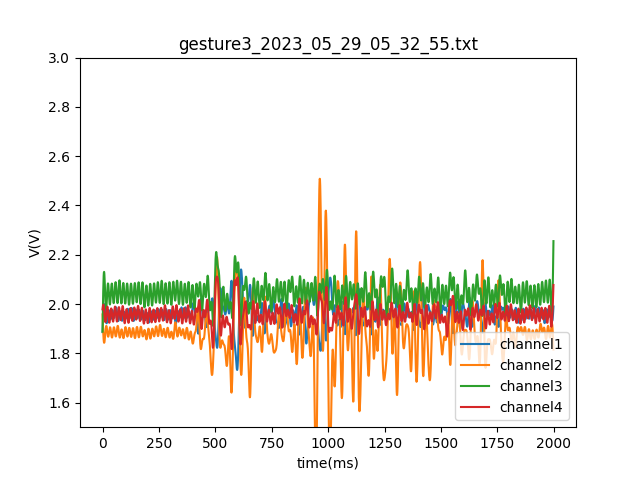 gesture3_2023_05_29_05_32_55.txt
3.0
2.8
2.6
2.4
2.2
2.0
1.8
1.6
V(V)
0 250 500 750 1000 1250 1500 1750 2000
time(ms)
channel1
channel2
channel3
channel4